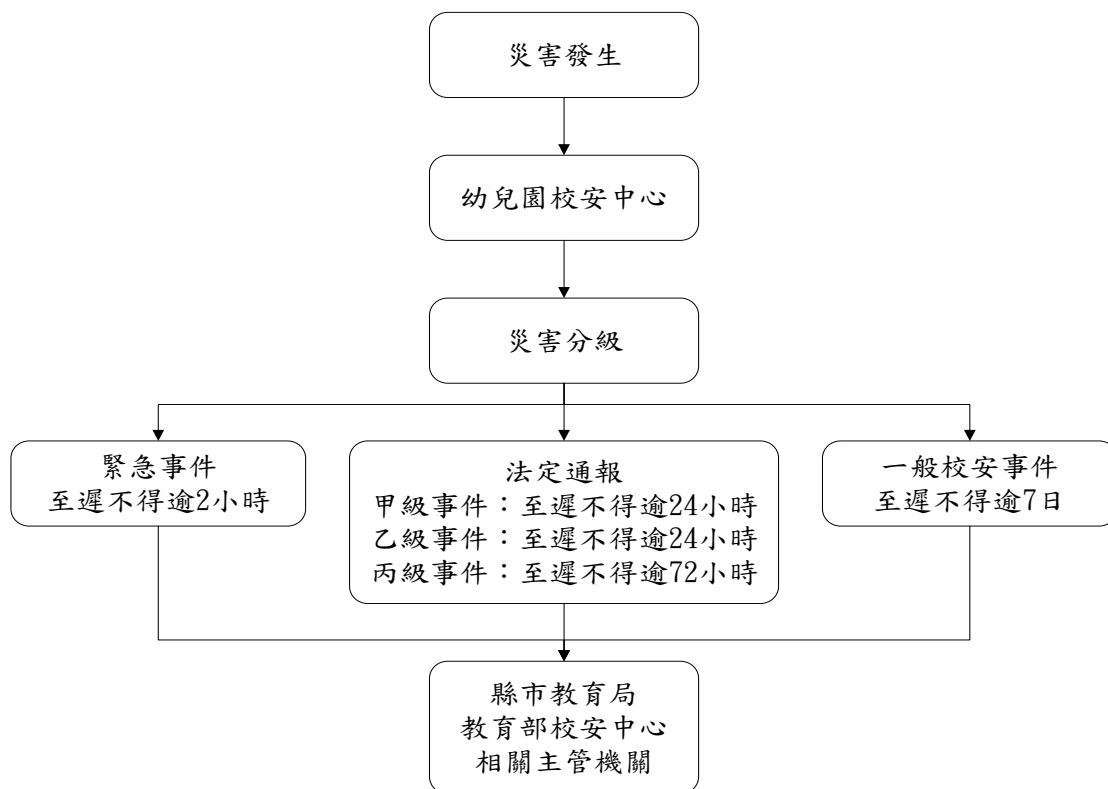 災害發生
幼兒園校安中心
災害分級
緊急事件
至遲不得逾2小時
法定通報
甲級事件：至遲不得逾24小時
乙級事件：至遲不得逾24小時
丙級事件：至遲不得逾72小時
一般校安事件
至遲不得逾7日
縣市教育局
教育部校安中心
相關主管機關